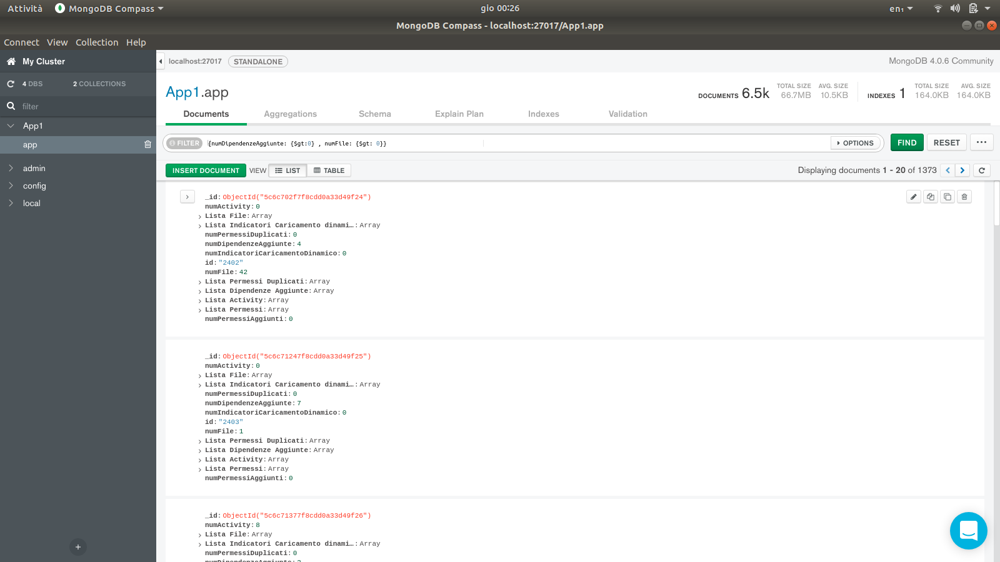 Attività MongoDB Compass gio 00:26 en₁
MongoDB Compass - localhost:27017/App1.app
Connect View Collection Help
My Cluster
localhost:27017 STANDALONE MongoDB 4.0.6 Community
4 DBS 2 COLLECTIONS
filter
App1.app
DOCUMENTS 6.5k TOTAL SIZE 66.7MB AVG. SIZE 10.5KB INDEXES 1 TOTAL SIZE 164.0KB AVG. SIZE 164.0KB
Documents Aggregations Schema Explain Plan Indexes Validation
App1
app
admin
config
local
FILTER {numDipendenzeAggiunte: {$gt:0} , numFile: {$gt: 0}} OPTIONS FIND RESET ...
INSERT DOCUMENT VIEW LIST TABLE Displaying documents 1 - 20 of 1373
_id: ObjectId("5c6c702f7f8cdd0a33d49f24")
numActivity: 0
Lista File: Array
Lista Indicatori Caricamento dinami…: Array
numPermessiDuplicati: 0
numDipendenzeAggiunte: 4
numIndicatoriCaricamentoDinamico: 0
id: "2402"
numFile: 42
Lista Permessi Duplicati: Array
Lista Dipendenze Aggiunte: Array
Lista Activity: Array
Lista Permessi: Array
numPermessiAggiunti: 0
_id: ObjectId("5c6c71247f8cdd0a33d49f25")
numActivity: 0
Lista File: Array
Lista Indicatori Caricamento dinami…: Array
numPermessiDuplicati: 0
numDipendenzeAggiunte: 7
numIndicatoriCaricamentoDinamico: 0
id: "2403"
numFile: 1
Lista Permessi Duplicati: Array
Lista Dipendenze Aggiunte: Array
Lista Activity: Array
Lista Permessi: Array
numPermessiAggiunti: 0
_id: ObjectId("5c6c71377f8cdd0a33d49f26")
numActivity: 8
Lista File: Array
Lista Indicatori Caricamento dinami…: Array
numPermessiDuplicati: 0
numDipendenzeAggiunte: